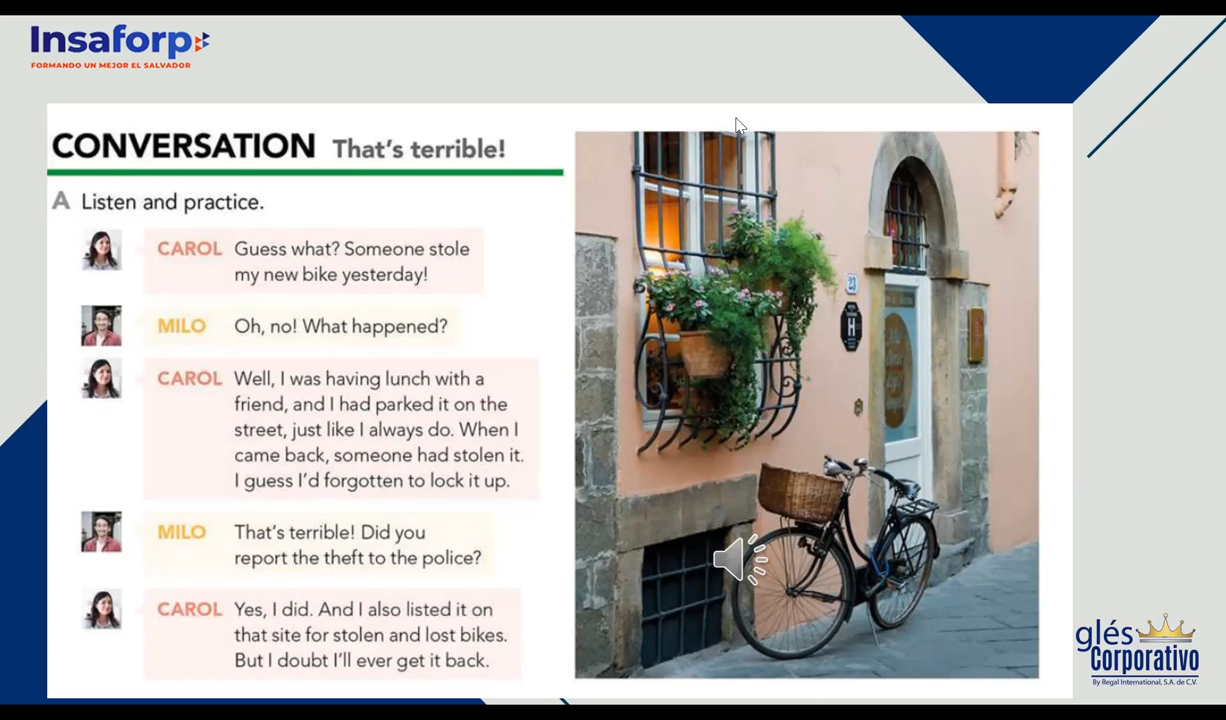 Insaforp
FORMANDO UN MEJOR EL SALVADOR
CONVERSATION That's terrible!
A Listen and practice.
CAROL Guess what? Someone stole
my new bike yesterday!
MILO Oh, no! What happened?
CAROL Well, I was having lunch with a
friend, and I had parked it on the
street, just like I always do. When I
came back, someone had stolen it.
I guess I'd forgotten to lock it up.
MILO That's terrible! Did you
report the theft to the police?
CAROL Yes, I did. And I also listed it on
that site for stolen and lost bikes.
But I doubt I'll ever get it back.
H
glés
Corporativo
By Regal International, S.A. de C.V.